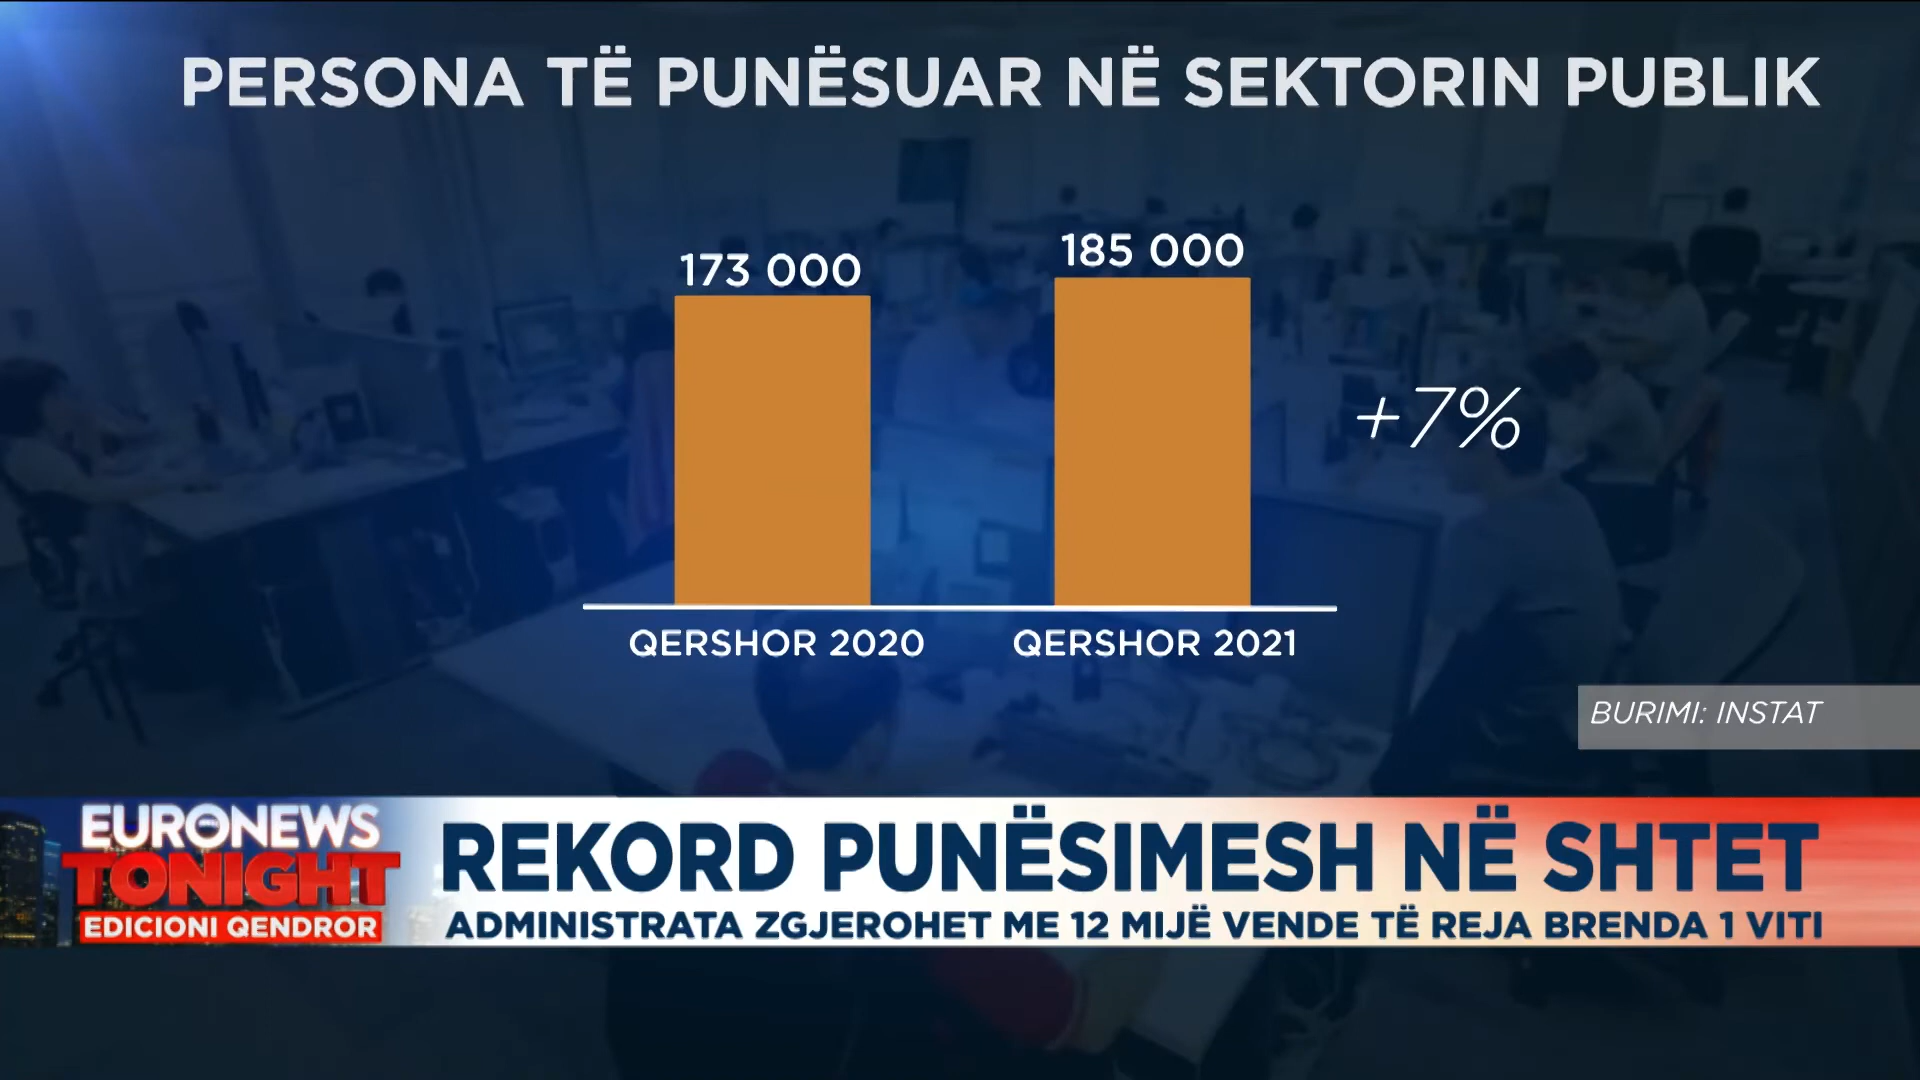 PERSONA TË PUNËSUAR NË SEKTORIN PUBLIK
173 000
185 000
+7%
QERSHOR 2020
QERSHOR 2021
BURIMI: INSTAT
EURONEWS
TONIGHT
EDICIONI QENDROR
REKORD PUNËSIMESH NË SHTET
ADMINISTRATA ZGJEROHET ME 12 MIJË VENDE TË REJA BRENDA 1 VITI